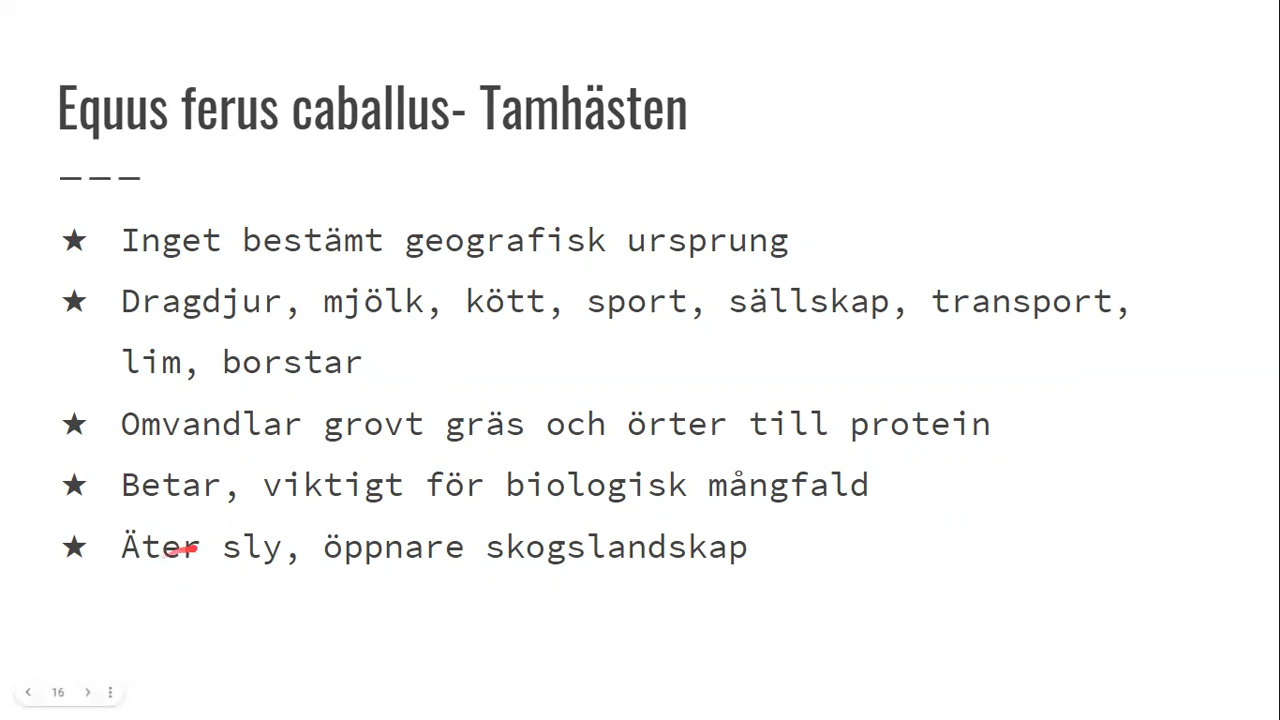 Equus ferus caballus- Tamhästen
★ Inget bestämt geografisk ursprung
★ Dragdjur, mjölk, kött, sport, sällskap, transport,
lim, borstar
★ Omvandlar grovt gräs och örter till protein
★ Betar, viktigt för biologisk mångfald
★ Äter sly, öppnare skogslandskap
16